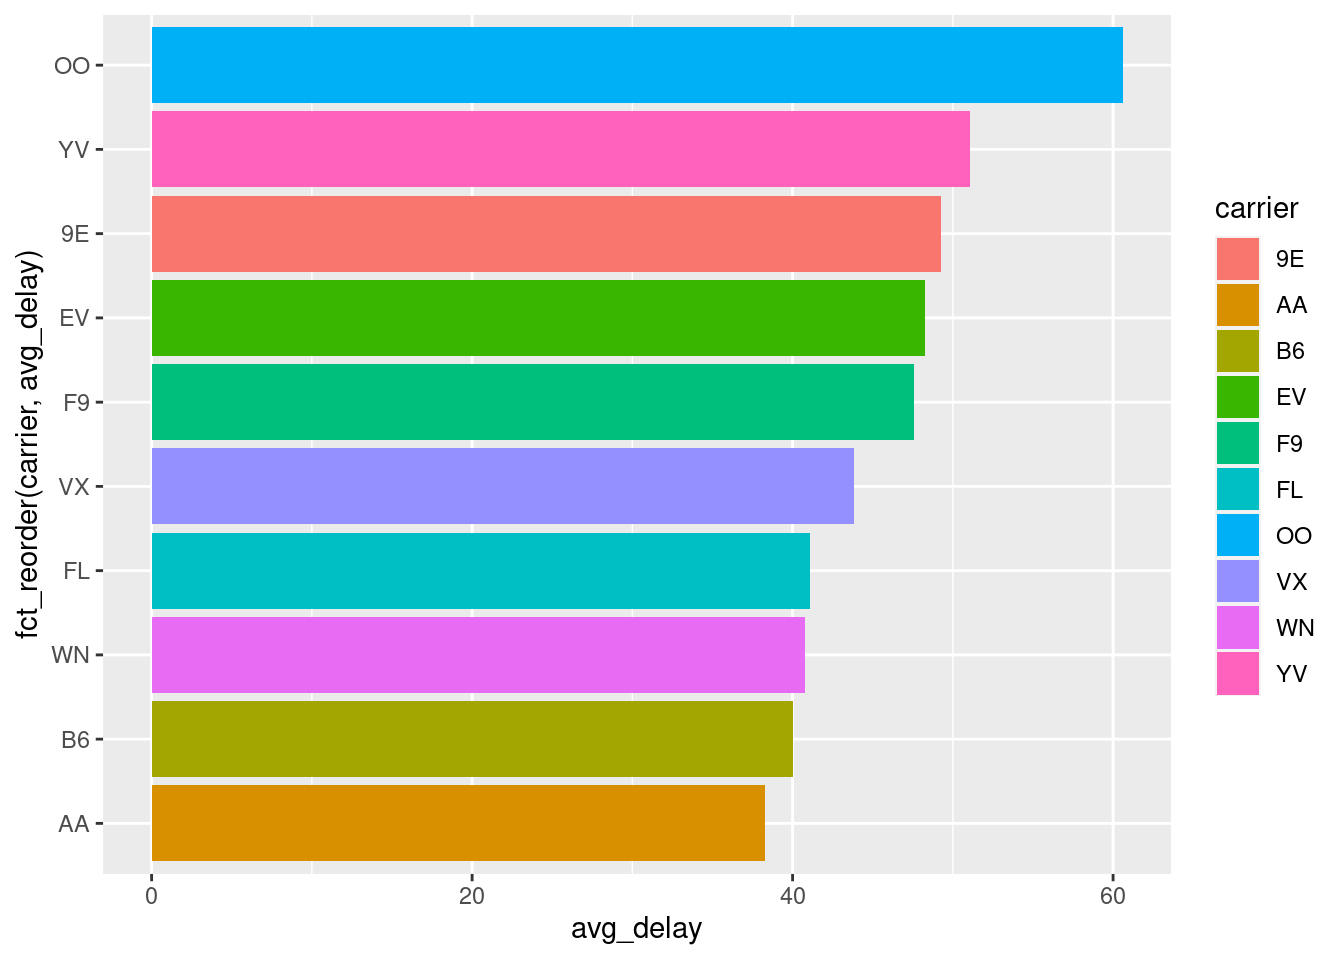 OO
YV
9E
EV
F9
VX
FL
WN
B6
AA
fct_reorder(carrier, avg_delay)
0 20 40 60
avg_delay
carrier
9E
AA
B6
EV
F9
FL
OO
VX
WN
YV